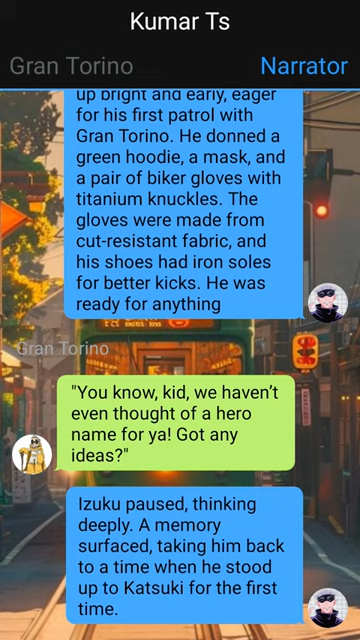 Kumar Ts
Gran Torino
Narrator
up bright and early, eager
for his first patrol with
Gran Torino. He donned a
green hoodie, a mask, and
a pair of biker gloves with
titanium knuckles. The
gloves were made from
cut-resistant fabric, and
his shoes had iron soles
for better kicks. He was
ready for anything
Gran Torino
"You know, kid, we haven't
even thought of a hero
name for ya! Got any
ideas?"
Izuku paused, thinking
deeply. A memory
surfaced, taking him back
to a time when he stood
up to Katsuki for the first
time.